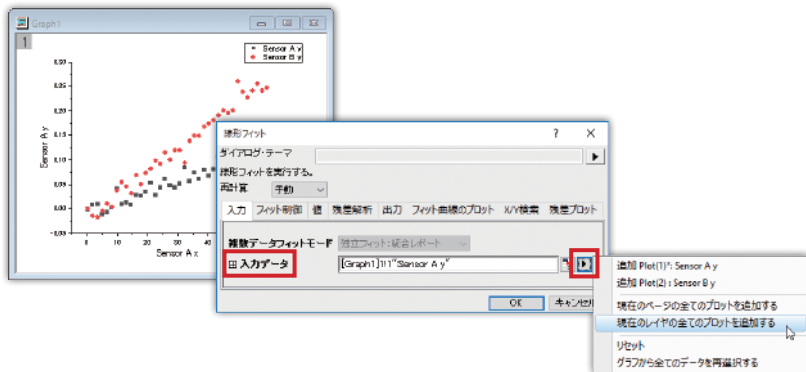 Graph1
1
Sensor A y
Sensor B y
0.30
0.25
0.20
0.15
0.10
0.05
0.00
-0.05
Sensor A y
0 10 20 30 40
Sensor A x
線形フィット ? ×
ダイアログ・テーマ
線形フィットを実行する。
再計算 手動
入力 フィット制御 値 残差解析 出力 フィット曲線のプロット X/Y検索 残差プロット
複数データフィットモード 独立フィット:統合レポート
入力データ [Graph1]1!1"Sensor A y"
OK キャンセル
追加 Plot(1)*: Sensor A y
追加 Plot(2) : Sensor B y
現在のページの全てのプロットを追加する
現在のレイヤの全てのプロットを追加する
リセット
グラフから全てのデータを再選択する